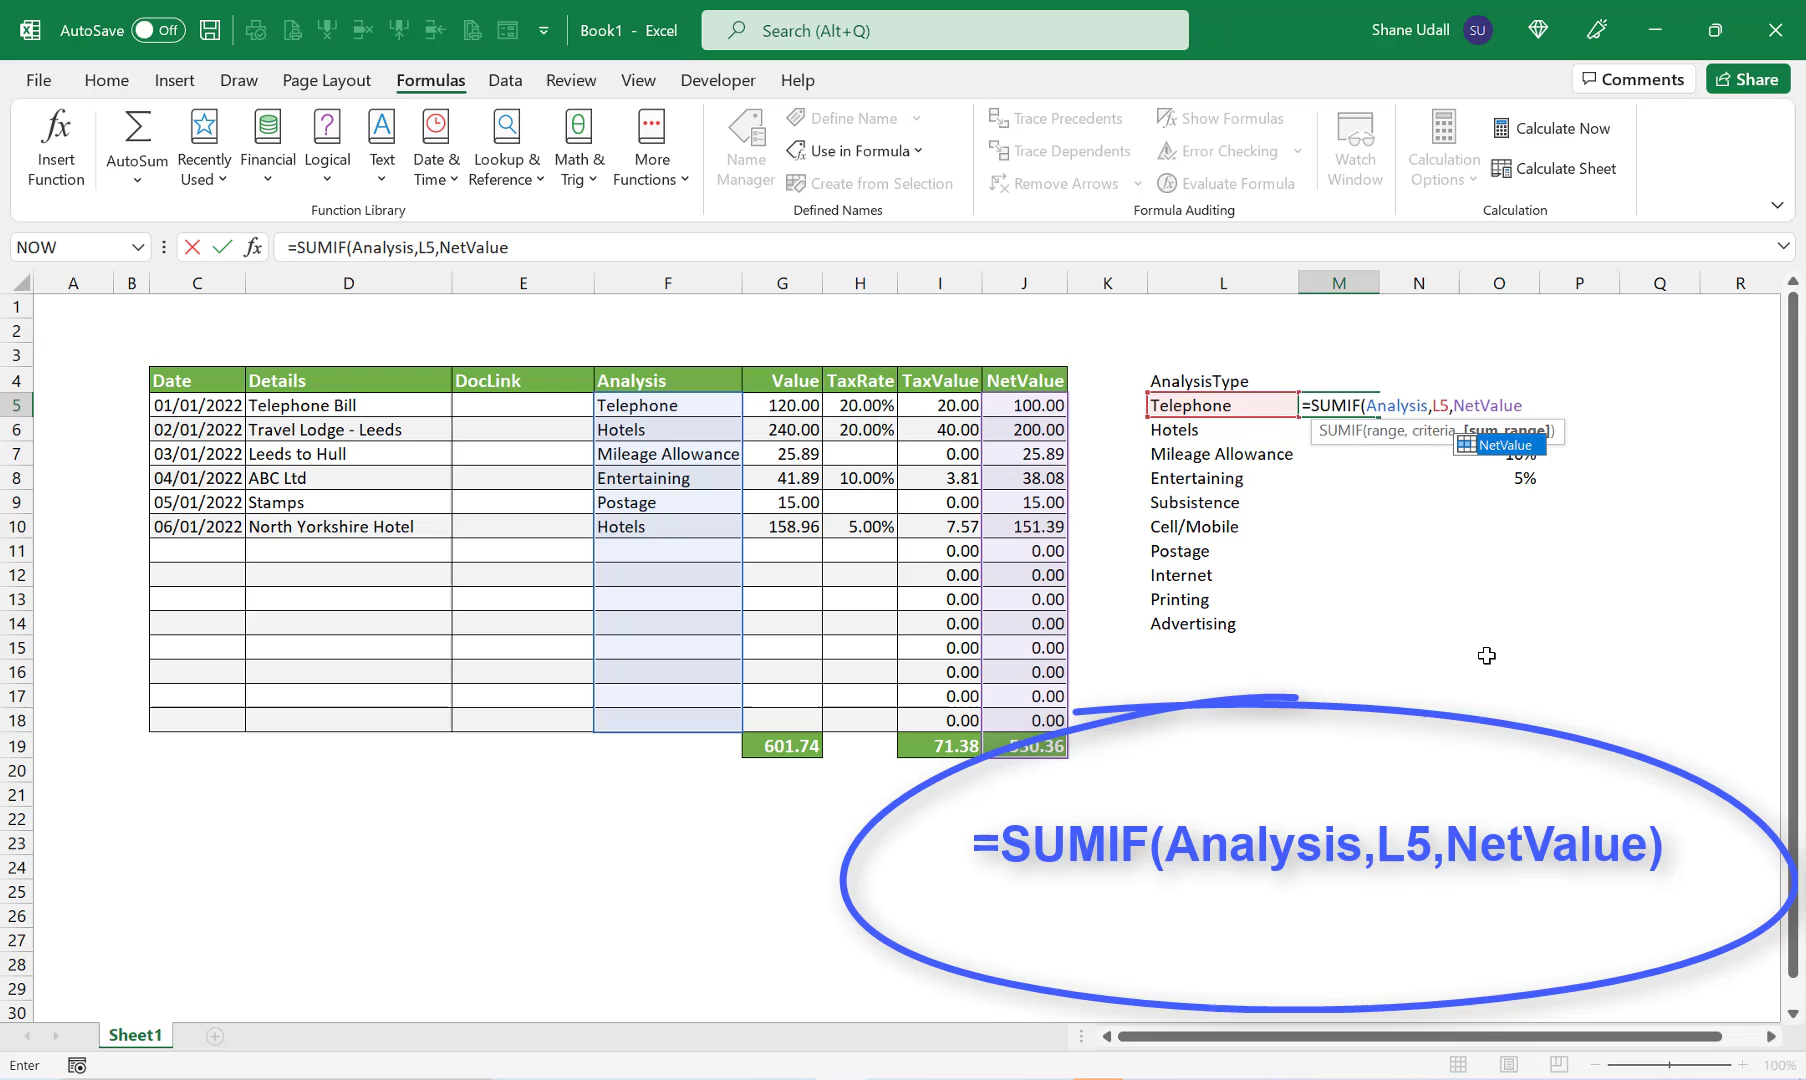 AutoSave Off Book1 - Excel Search (Alt+Q) Shane Udall SU
File Home Insert Draw Page Layout Formulas Data Review View Developer Help Comments Share
Insert Function AutoSum Recently Used Financial Logical Text Date & Time Lookup & Reference Math & Trig More Functions
Function Library
Name Manager Define Name Use in Formula Create from Selection
Defined Names
Trace Precedents Show Formulas
Trace Dependents Error Checking
Remove Arrows Evaluate Formula
Watch Window
Formula Auditing
Calculation Options Calculate Now
Calculate Sheet
Calculation
NOW fx =SUMIF(Analysis,L5,NetValue
A B C D E F G H I J K L M N O P Q R
1
2
3
4 Date Details DocLink Analysis Value TaxRate TaxValue NetValue AnalysisType
5 01/01/2022 Telephone Bill Telephone 120.00 20.00% 20.00 100.00 Telephone =SUMIF(Analysis,L5,NetValue
6 02/01/2022 Travel Lodge - Leeds Hotels 240.00 20.00% 40.00 200.00 Hotels SUMIF(range, criteria, [sum_range])
NetValue
7 03/01/2022 Leeds to Hull Mileage Allowance 25.89 0.00 25.89 Mileage Allowance
8 04/01/2022 ABC Ltd Entertaining 41.89 10.00% 3.81 38.08 Entertaining 5%
9 05/01/2022 Stamps Postage 15.00 0.00 15.00 Subsistence
10 06/01/2022 North Yorkshire Hotel Hotels 158.96 5.00% 7.57 151.39 Cell/Mobile
11 0.00 0.00 Postage
12 0.00 0.00 Internet
13 0.00 0.00 Printing
14 0.00 0.00 Advertising
15 0.00 0.00
16 0.00 0.00
17 0.00 0.00
18 0.00 0.00
19 601.74 71.38 530.36
20
21
22
23
=SUMIF(Analysis,L5,NetValue)
24
25
26
27
28
29
30
Sheet1
Enter 100%